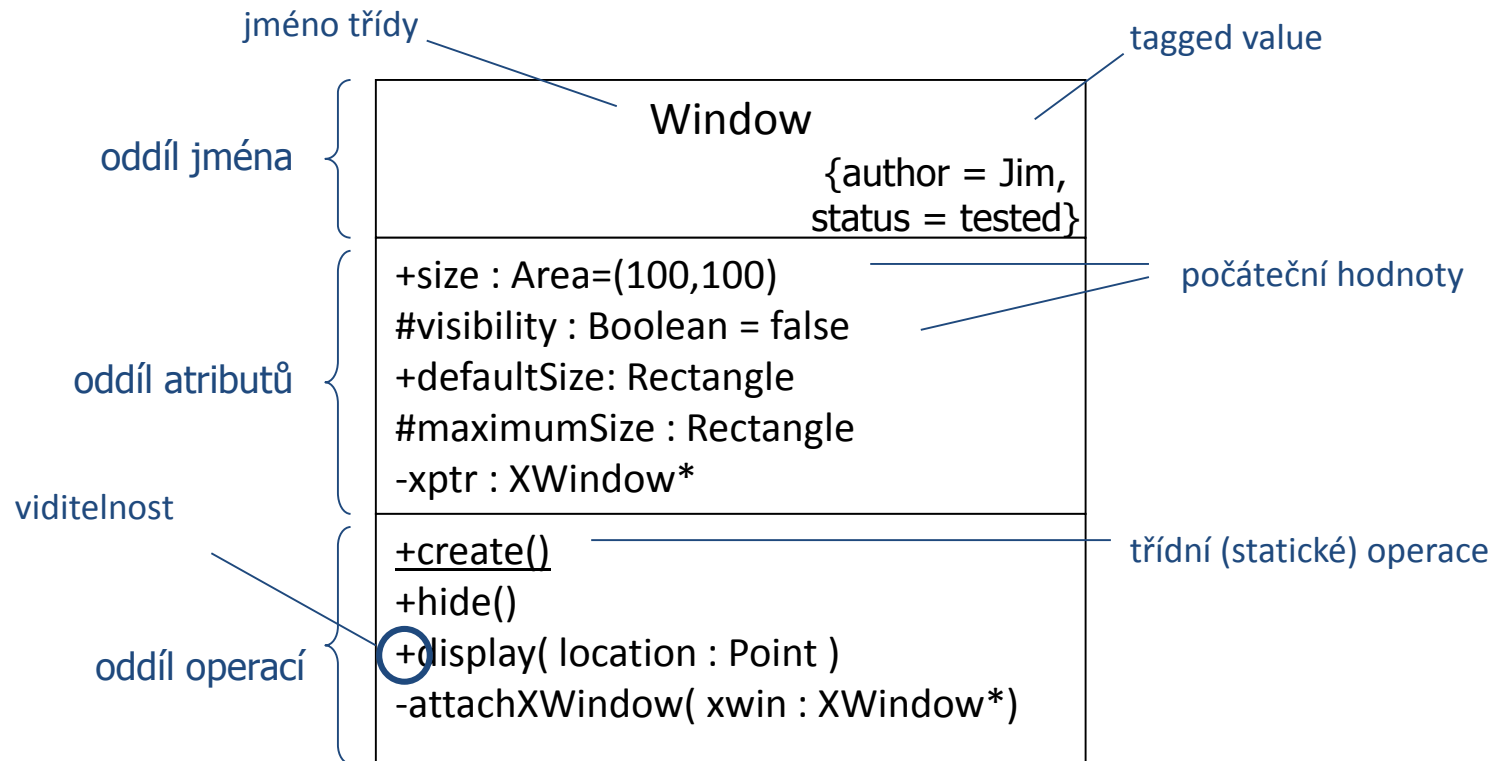 jméno třídy
tagged value
Window
oddíl jména
{author = Jim,
status = tested}
+size : Area=(100,100)
počáteční hodnoty
#visibility : Boolean = false
oddíl atributů
+defaultSize: Rectangle
#maximumSize : Rectangle
-xptr : XWindow*
viditelnost
+create()
třídní (statické) operace
+hide()
oddíl operací
+display( location : Point )
-attachXWindow( xwin : XWindow*)